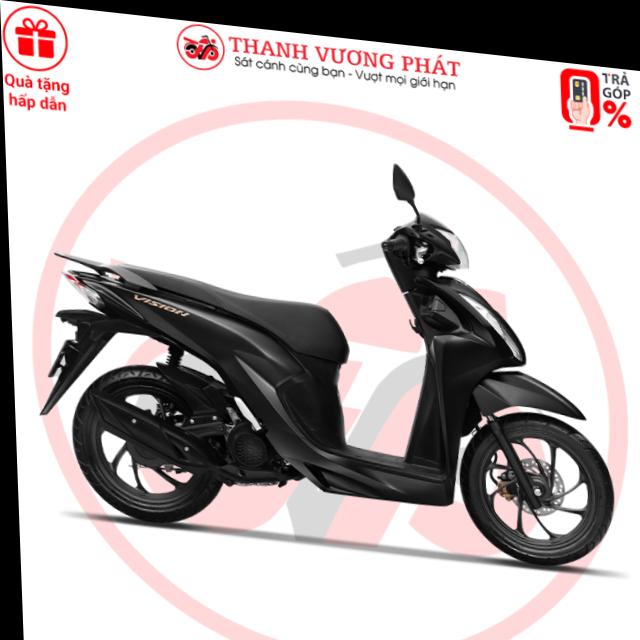 Quà tặng
hấp dẫn
THANH VƯƠNG PHÁT
Sát cánh cùng bạn - Vượt mọi giới hạn
TRẢ
GÓP
%
VISION